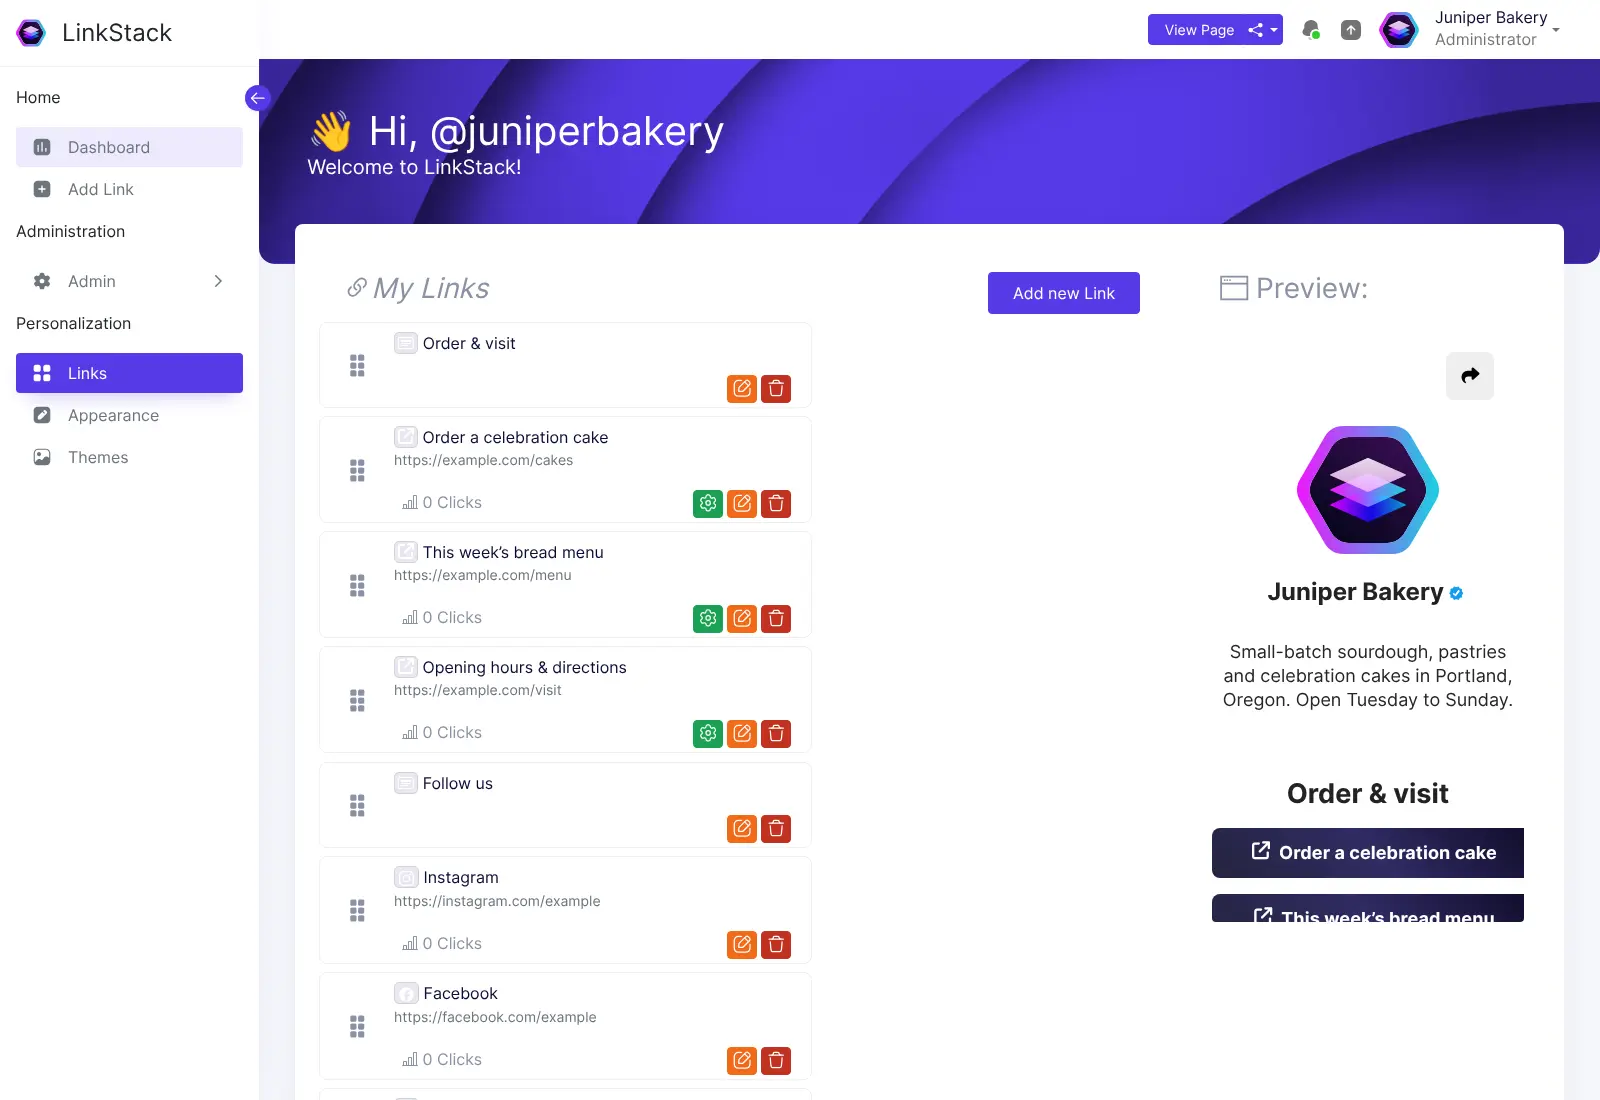 LinkStack
View Page
Juniper Bakery
Administrator
Home
Dashboard
Add Link
Administration
Admin
Personalization
Links
Appearance
Themes
👋 Hi, @juniperbakery
Welcome to LinkStack!
My Links
Add new Link
Preview:
Order & visit
Order a celebration cake
https://example.com/cakes
0 Clicks
This week’s bread menu
https://example.com/menu
0 Clicks
Opening hours & directions
https://example.com/visit
0 Clicks
Follow us
Instagram
https://instagram.com/example
0 Clicks
Facebook
https://facebook.com/example
0 Clicks
Juniper Bakery
Small-batch sourdough, pastries
and celebration cakes in Portland,
Oregon. Open Tuesday to Sunday.
Order & visit
Order a celebration cake
This week’s bread menu